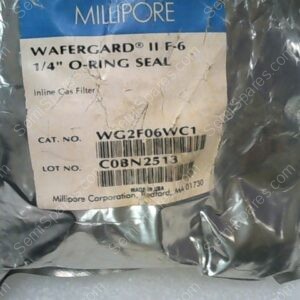 MILLIPORE
WAFERGARD® II F-6
1/4" O-RING SEAL
Inline Gas Filter
CAT. NO. WG2F06WC1
LOT NO. C0BN2513
MADE IN USA
Millipore Corporation, Bedford, MA 01730